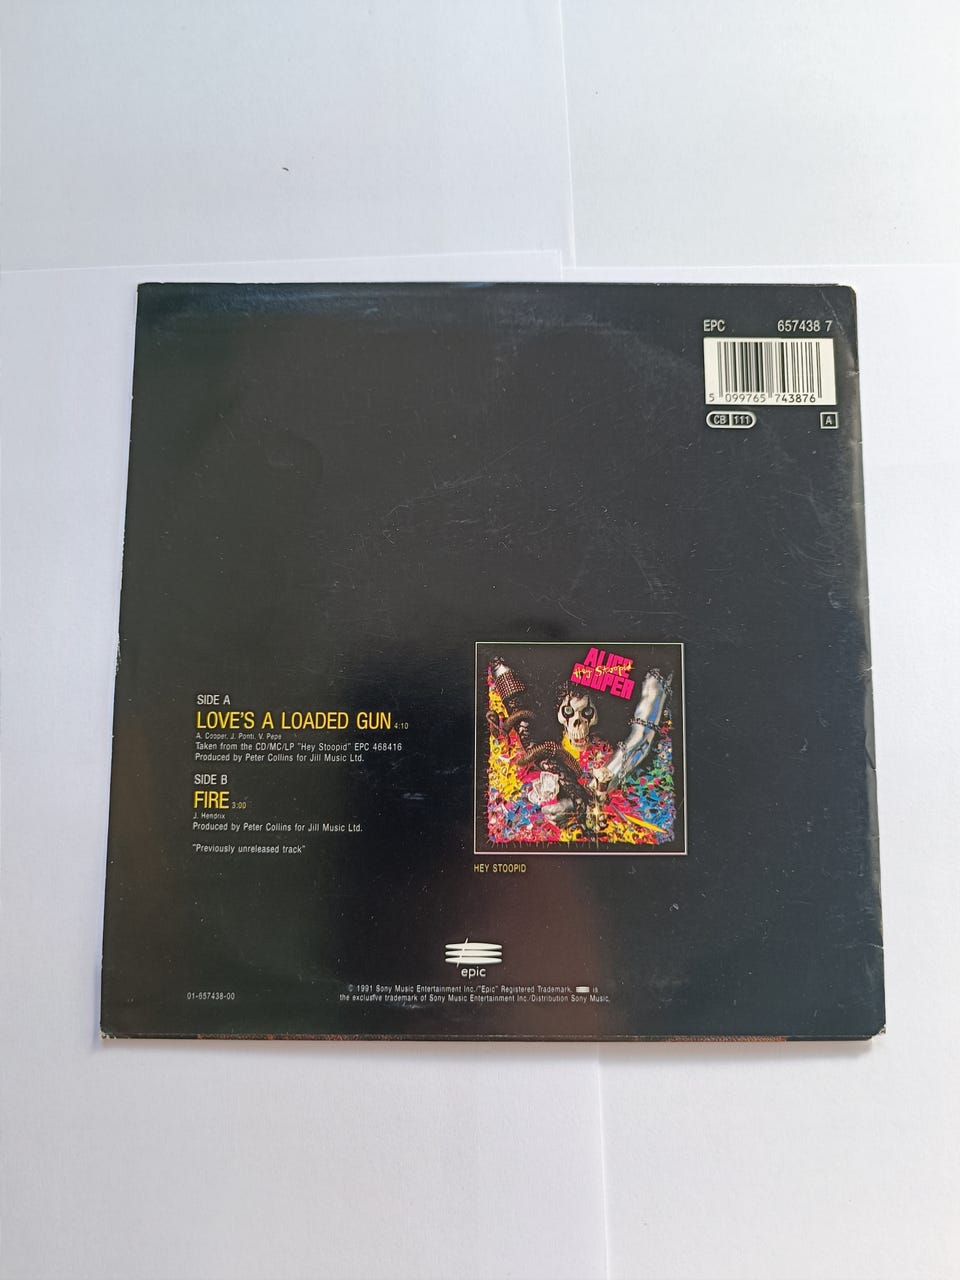 EPC 657438 7
5 099765 743876
CB 111 A
SIDE A
LOVE'S A LOADED GUN 4:10
A. Cooper, J. Ponti, V. Pepe
Taken from the CD/MC/LP "Hey Stoopid" EPC 468416
Produced by Peter Collins for Jill Music Ltd.
SIDE B
FIRE 3:00
J. Hendrix
Produced by Peter Collins for Jill Music Ltd.
"Previously unreleased track"
ALICE
Hey Stoopid
COOPER
HEY STOOPID
epic
01-657438-00
© 1991 Sony Music Entertainment Inc./"Epic" Registered Trademark. is
the exclusive trademark of Sony Music Entertainment Inc./Distribution Sony Music.